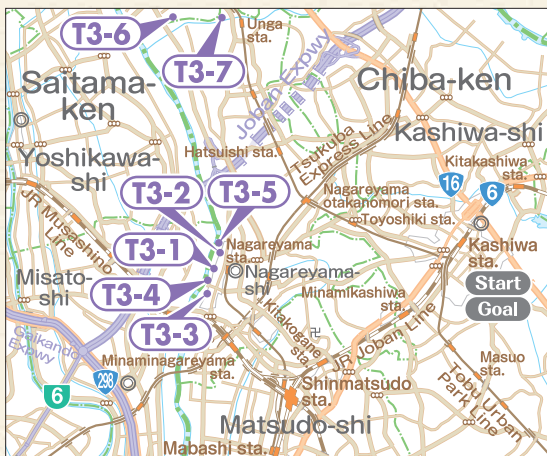 T3-6
Unga
sta.
T3-7
Joban Expwy
Saitama-
ken
Chiba-ken
Kashiwa-shi
Hatsuishi sta.
Tsukuba
Express Line
Kitakashiwa
sta.
Yoshikawa-
shi
16
6
T3-2
T3-5
Nagareyama
otakanomori sta.
Toyoshiki sta.
JR Musashino
Line
T3-1
Nagareyama
sta.
Nagareyama-
shi
Kashiwa
sta.
Misato-
shi
T3-4
Minamikashiwa
sta.
Start
Goal
T3-3
Kitakogane
sta.
JR Joban Line
Gaikando
Expwy
Minaminagareyama
sta.
298
6
Masuo
sta.
Shinmatsudo
sta.
Tobu Urban
Park Line
Matsudo-shi
Mabashi sta.